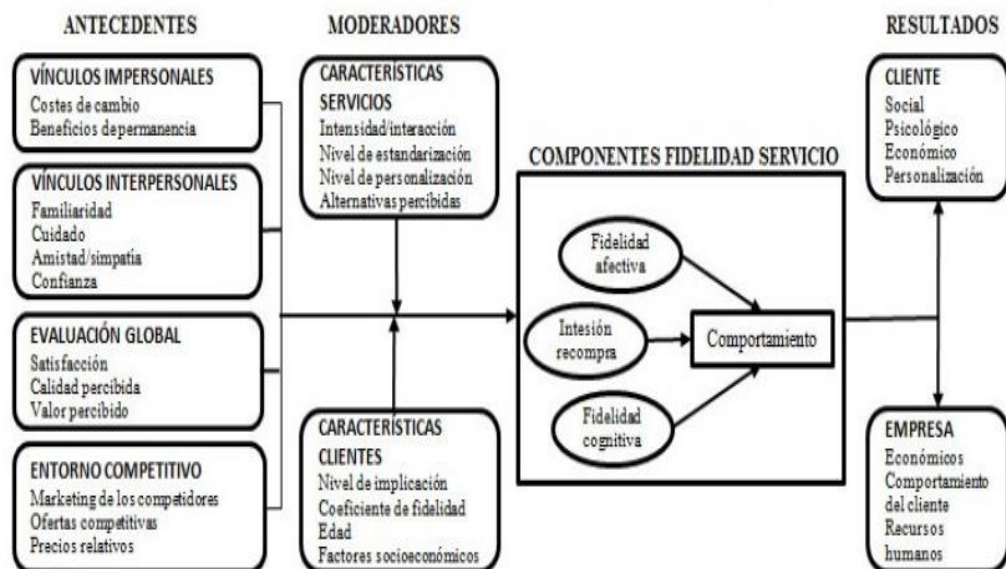 ANTECEDENTES
VÍNCULOS IMPERSONALES
Costes de cambio
Beneficios de permanencia
VÍNCULOS INTERPERSONALES
Familiaridad
Cuidado
Amistad/simpatía
Confianza
EVALUACIÓN GLOBAL
Satisfacción
Calidad percibida
Valor percibido
ENTORNO COMPETITIVO
Marketing de los competidores
Ofertas competitivas
Precios relativos
MODERADORES
CARACTERÍSTICAS
SERVICIOS
Intensidad/interacción
Nivel de estandarización
Nivel de personalización
Alternativas percibidas
CARACTERÍSTICAS
CLIENTES
Nivel de implicación
Coeficiente de fidelidad
Edad
Factores socioeconómicos
COMPONENTES FIDELIDAD SERVICIO
Fidelidad
afectiva
Intesión
recompra
Fidelidad
cognitiva
Comportamiento
RESULTADOS
CLIENTE
Social
Psicológico
Económico
Personalización
EMPRESA
Económicos
Comportamiento
del cliente
Recursos
humanos